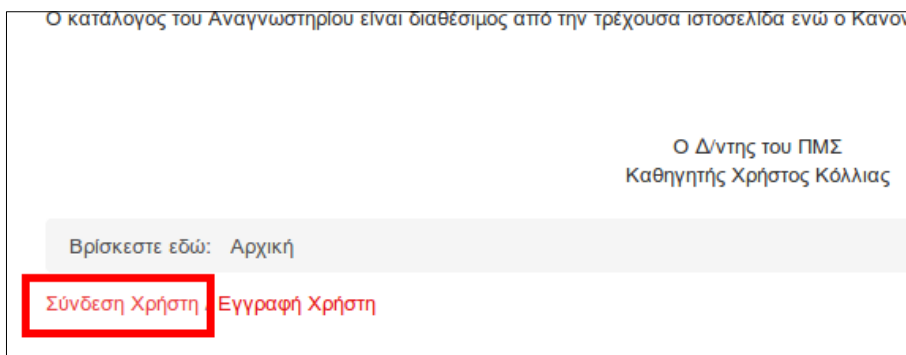 Ο κατάλογος του Αναγνωστηρίου είναι διαθέσιμος από την τρέχουσα ιστοσελίδα ενώ ο
Ο Δ/ντης του ΠΜΣ
Καθηγητής Χρήστος Κόλλιας
Βρίσκεστε εδώ: Αρχική
Σύνδεση Χρήστη / Εγγραφή Χρήστη